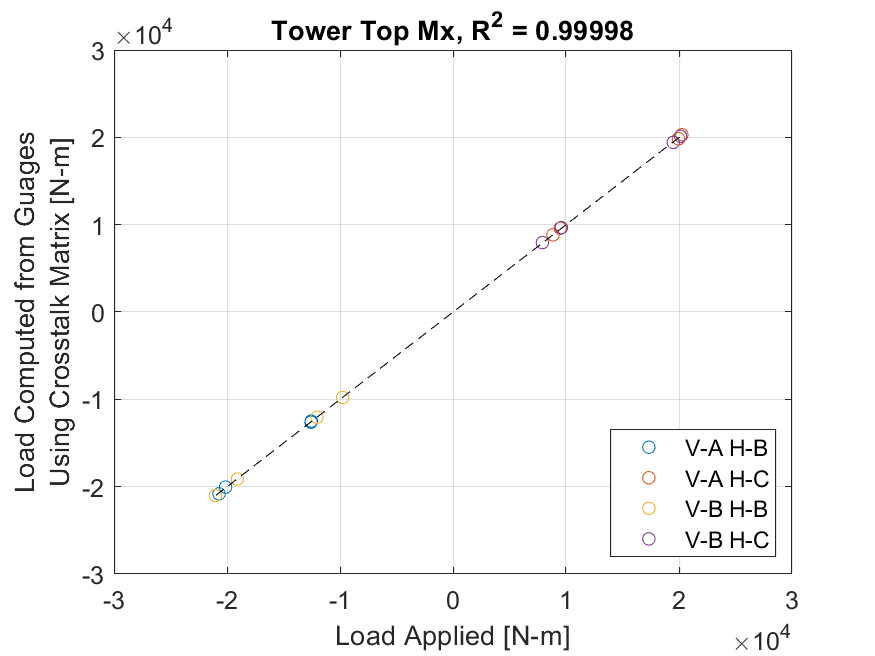 Tower Top Mx, R² = 0.99998
×10⁴
3
2
1
0
-1
-2
-3
Load Computed from Guages
Using Crosstalk Matrix [N-m]
V-A H-B
V-A H-C
V-B H-B
V-B H-C
-3 -2 -1 0 1 2 3
Load Applied [N-m]
×10⁴